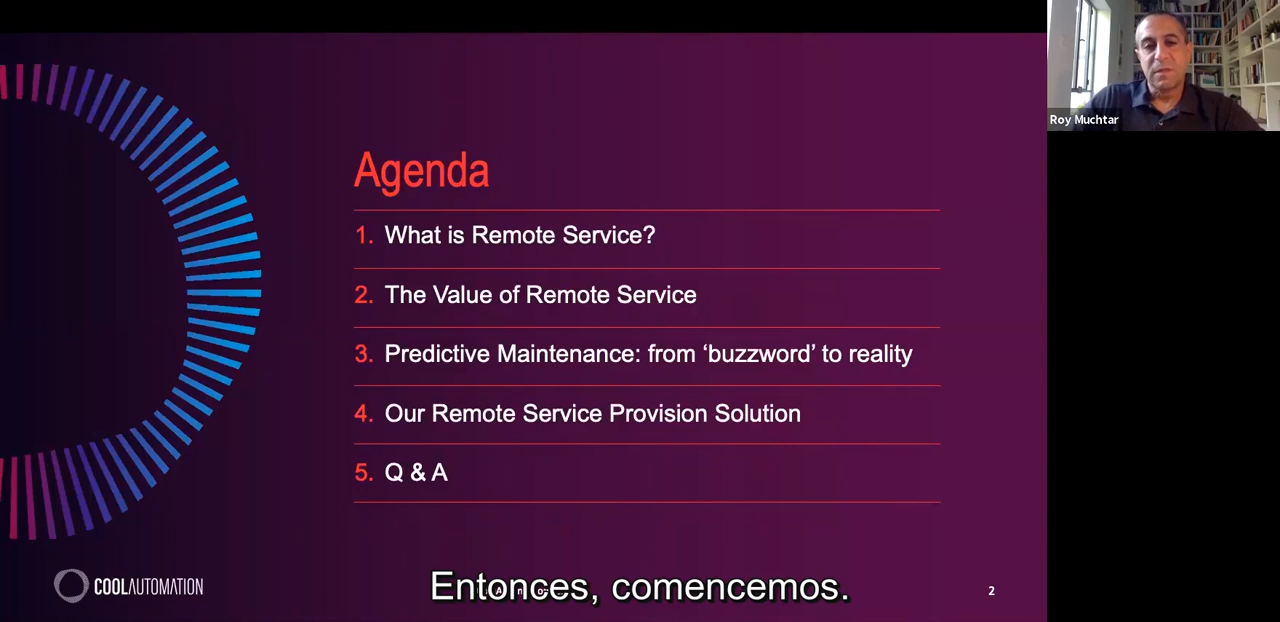 Roy Muchtar
Agenda
1. What is Remote Service?
2. The Value of Remote Service
3. Predictive Maintenance: from ‘buzzword’ to reality
4. Our Remote Service Provision Solution
5. Q & A
COOLAUTOMATION
Entonces, comencemos.
2